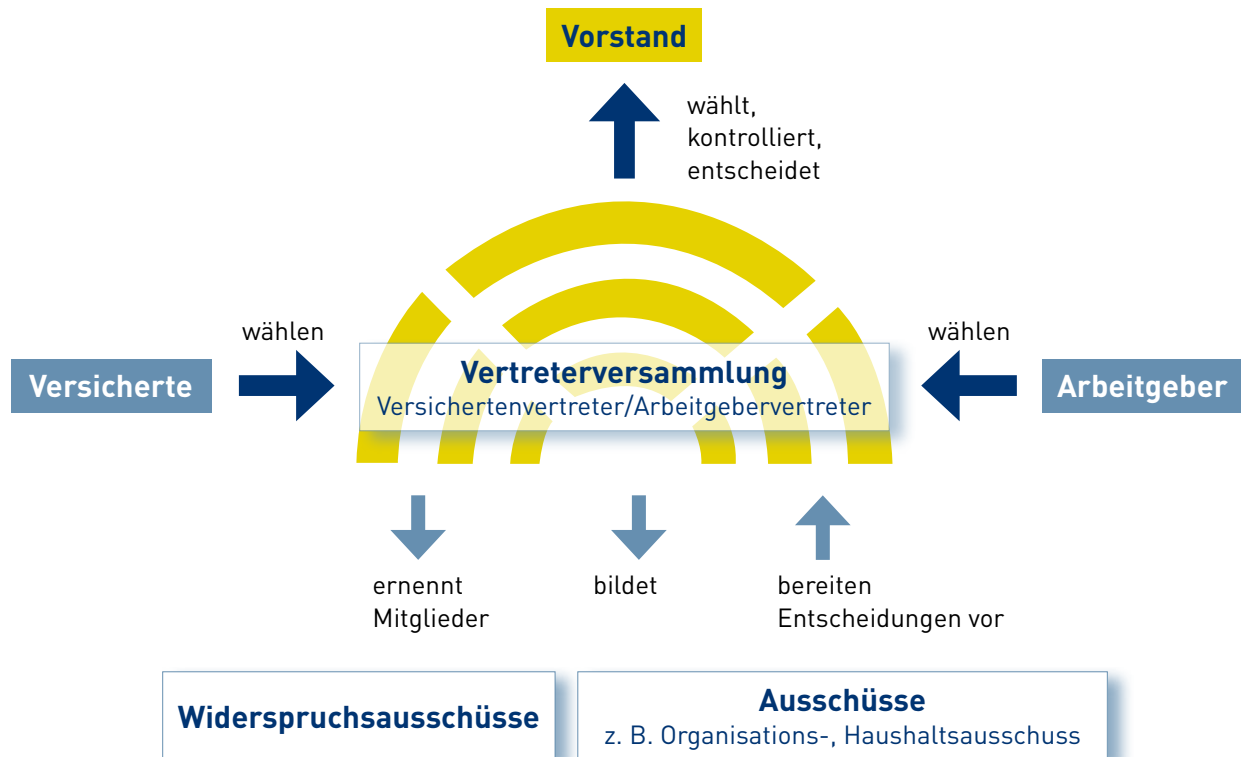 Vorstand
wählt,
kontrolliert,
entscheidet
wählen
wählen
Versicherte
Vertreterversammlung
Versichertenvertreter/Arbeitgebervertreter
Arbeitgeber
ernennt
Mitglieder
bildet
bereiten
Entscheidungen vor
Widerspruchsausschüsse
Ausschüsse
z. B. Organisations-, Haushaltsausschuss